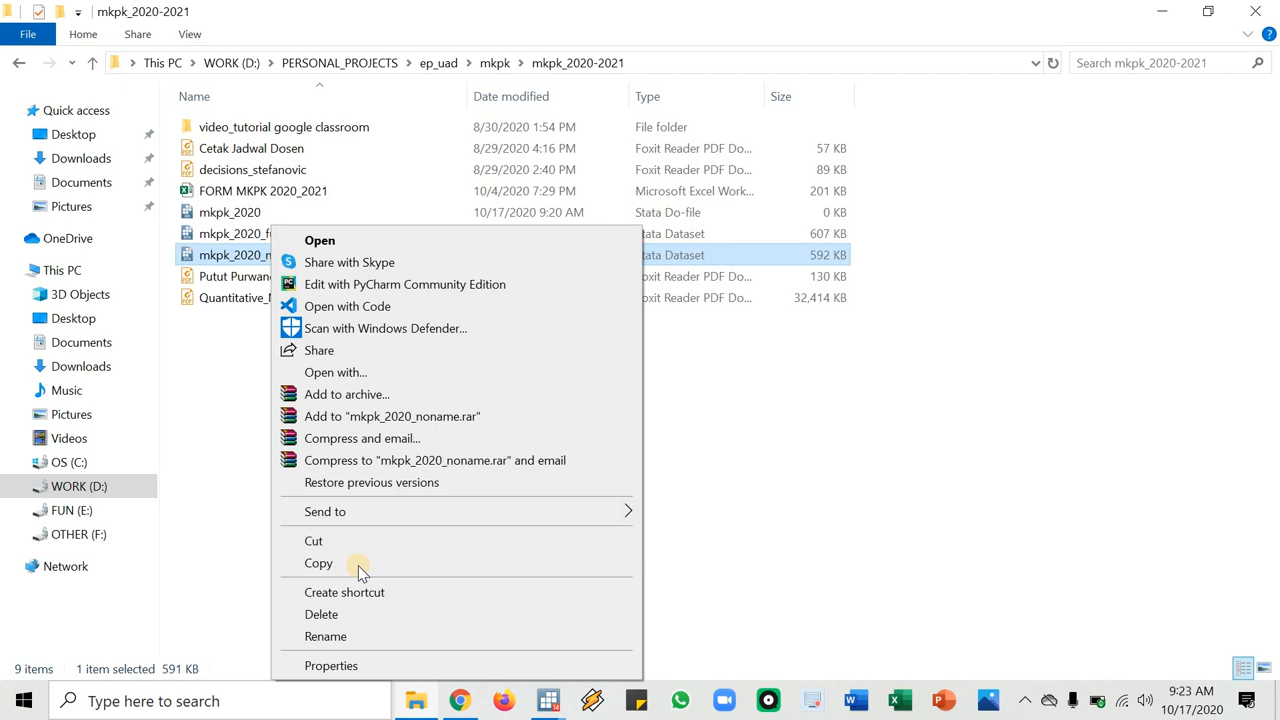 mkpk_2020-2021
File Home Share View
This PC WORK (D:) PERSONAL_PROJECTS ep_uad mkpk mkpk_2020-2021 Search mkpk_2020-2021
Name Date modified Type Size
Quick access
Desktop
Downloads
Documents
Pictures
OneDrive
This PC
3D Objects
Desktop
Documents
Downloads
Music
Pictures
Videos
OS (C:)
WORK (D:)
FUN (E:)
OTHER (F:)
Network
video_tutorial google classroom 8/30/2020 1:54 PM File folder
Cetak Jadwal Dosen 8/29/2020 4:16 PM Foxit Reader PDF Do... 57 KB
decisions_stefanovic 8/29/2020 2:40 PM Foxit Reader PDF Do... 89 KB
FORM MKPK 2020_2021 10/4/2020 7:29 PM Microsoft Excel Work... 201 KB
mkpk_2020 10/17/2020 9:20 AM Stata Do-file 0 KB
mkpk_2020_f tata Dataset 607 KB
mkpk_2020_n tata Dataset 592 KB
Putut Purwan oxit Reader PDF Do... 130 KB
Quantitative_ oxit Reader PDF Do... 32,414 KB
Open
Share with Skype
Edit with PyCharm Community Edition
Open with Code
Scan with Windows Defender...
Share
Open with...
Add to archive...
Add to "mkpk_2020_noname.rar"
Compress and email...
Compress to "mkpk_2020_noname.rar" and email
Restore previous versions
Send to
Cut
Copy
Create shortcut
Delete
Rename
Properties
9 items 1 item selected 591 KB
Type here to search
9:23 AM
10/17/2020